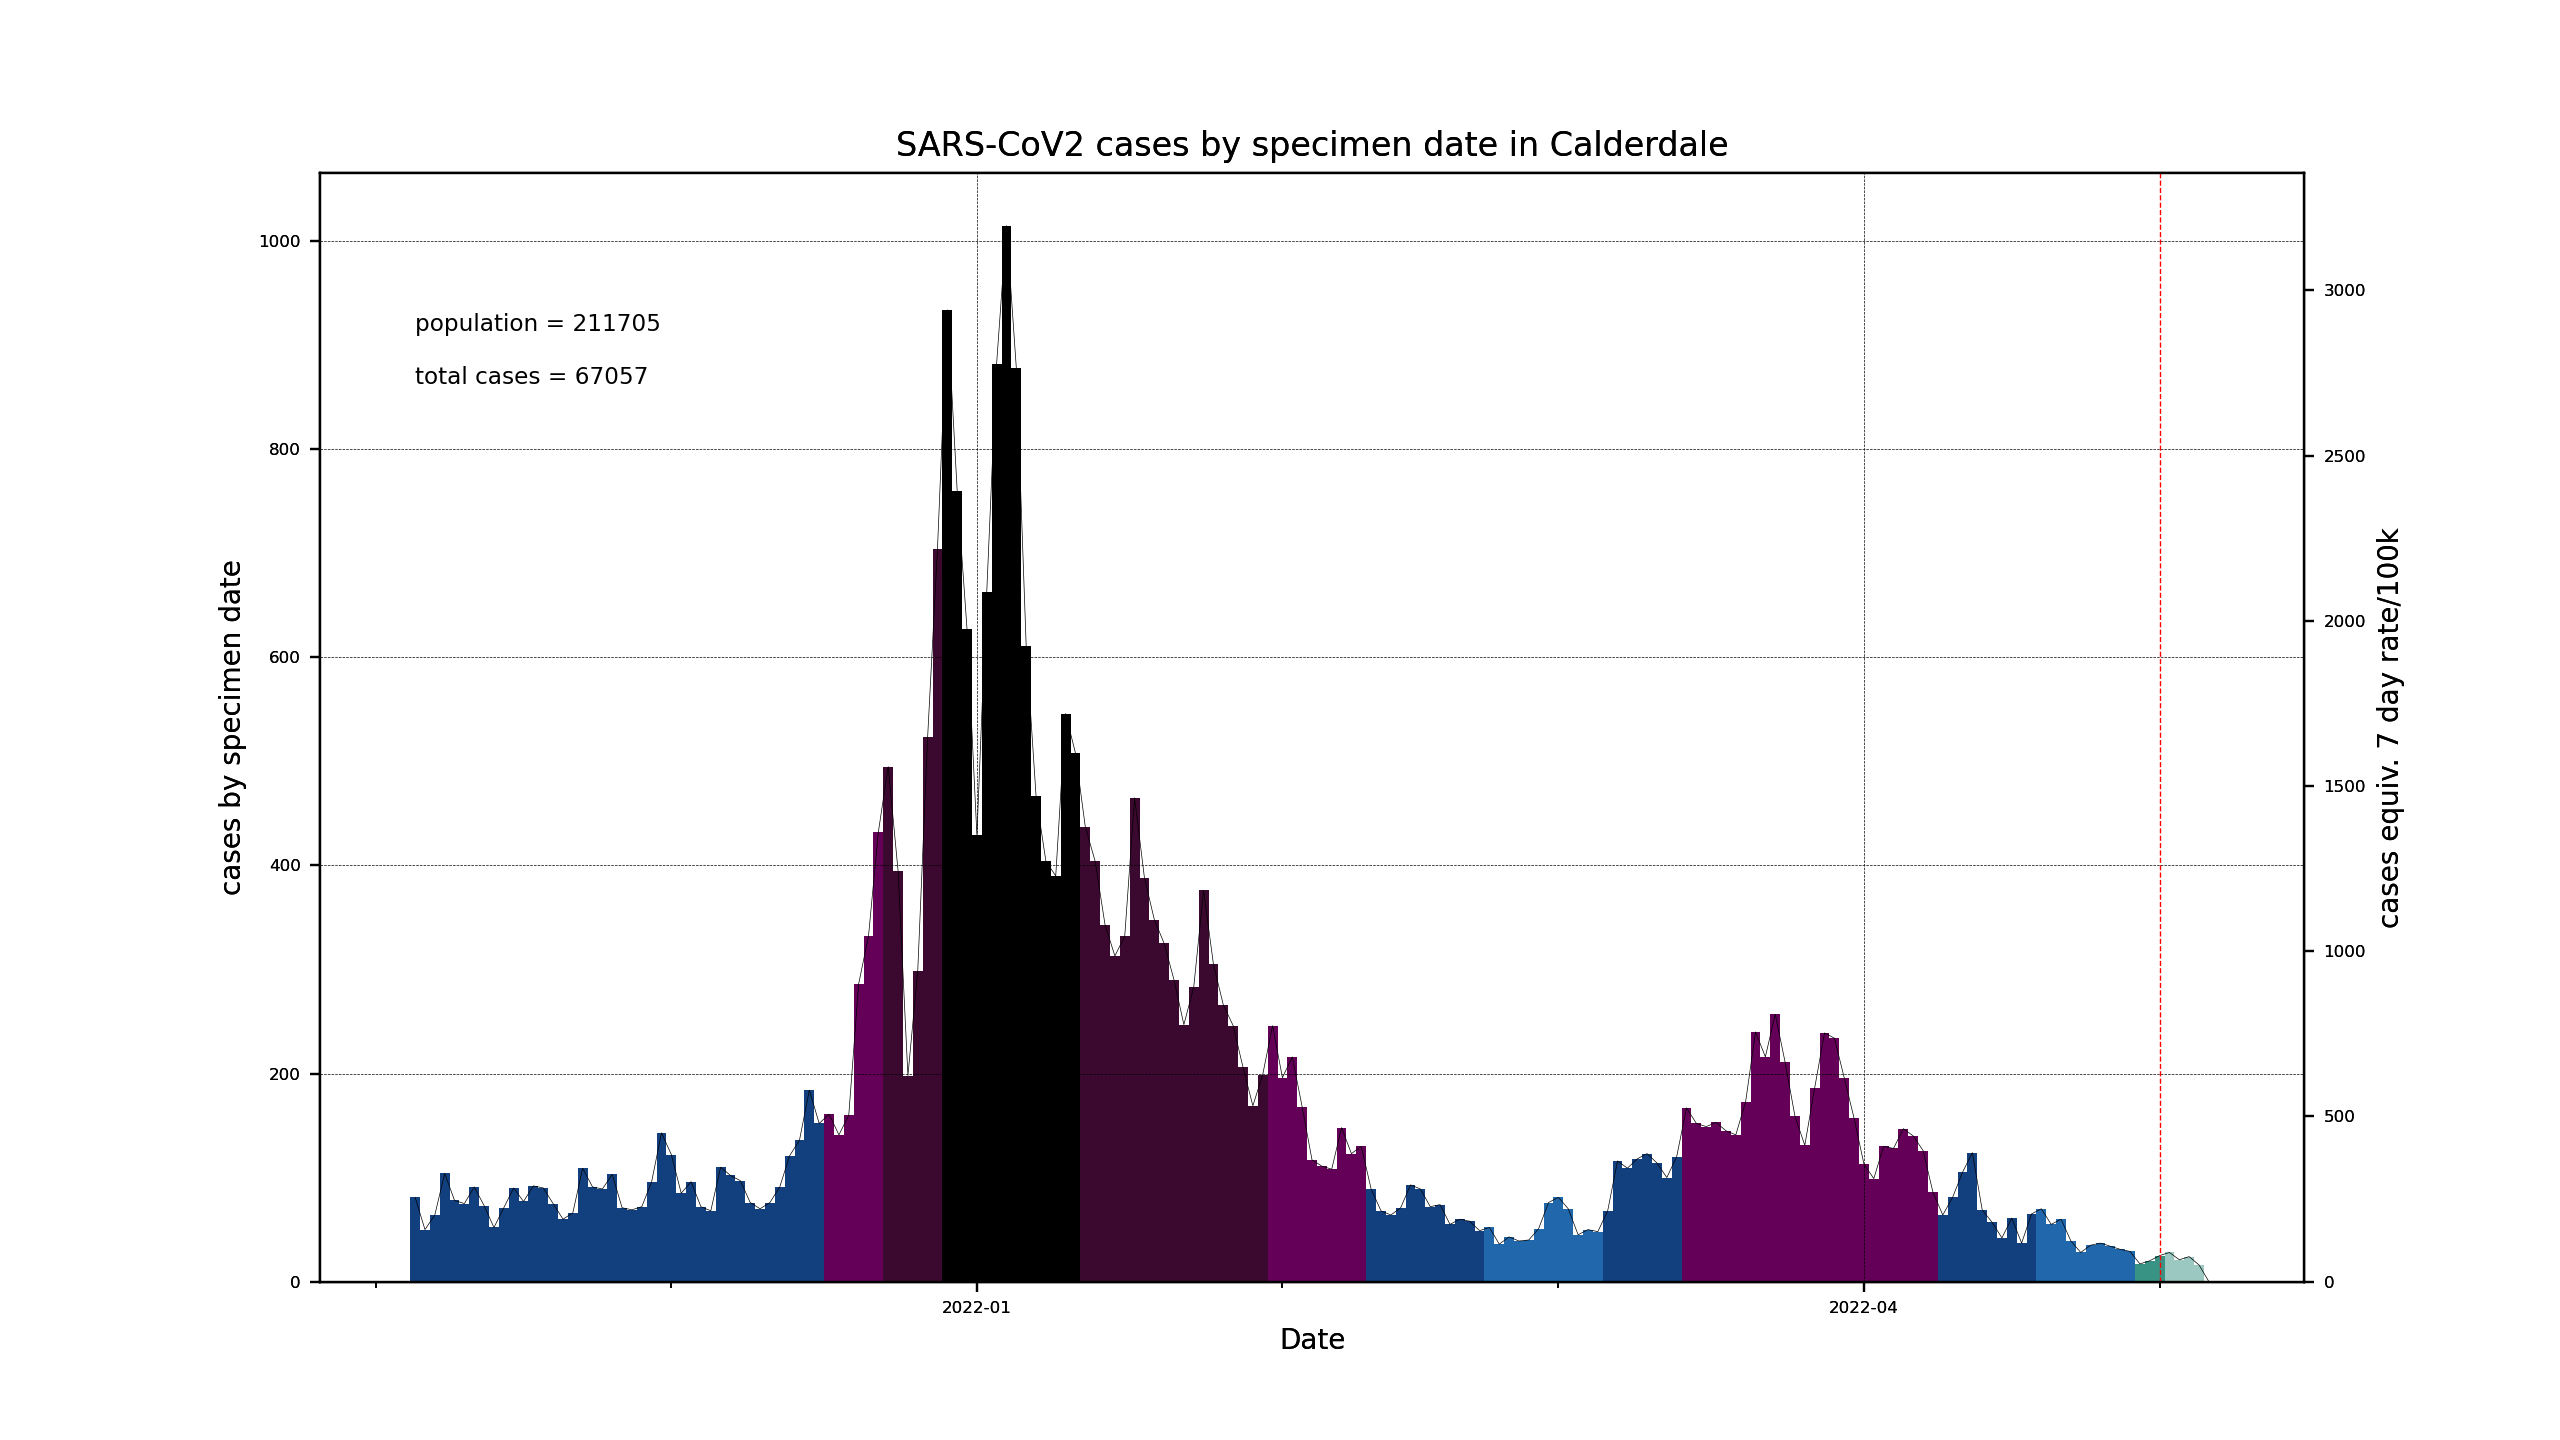 SARS-CoV2 cases by specimen date in Calderdale
population = 211705
total cases = 67057
cases by specimen date
1000
800
600
400
200
0
3000
2500
2000
1500
1000
500
0
cases equiv. 7 day rate/100k
2022-01
2022-04
Date